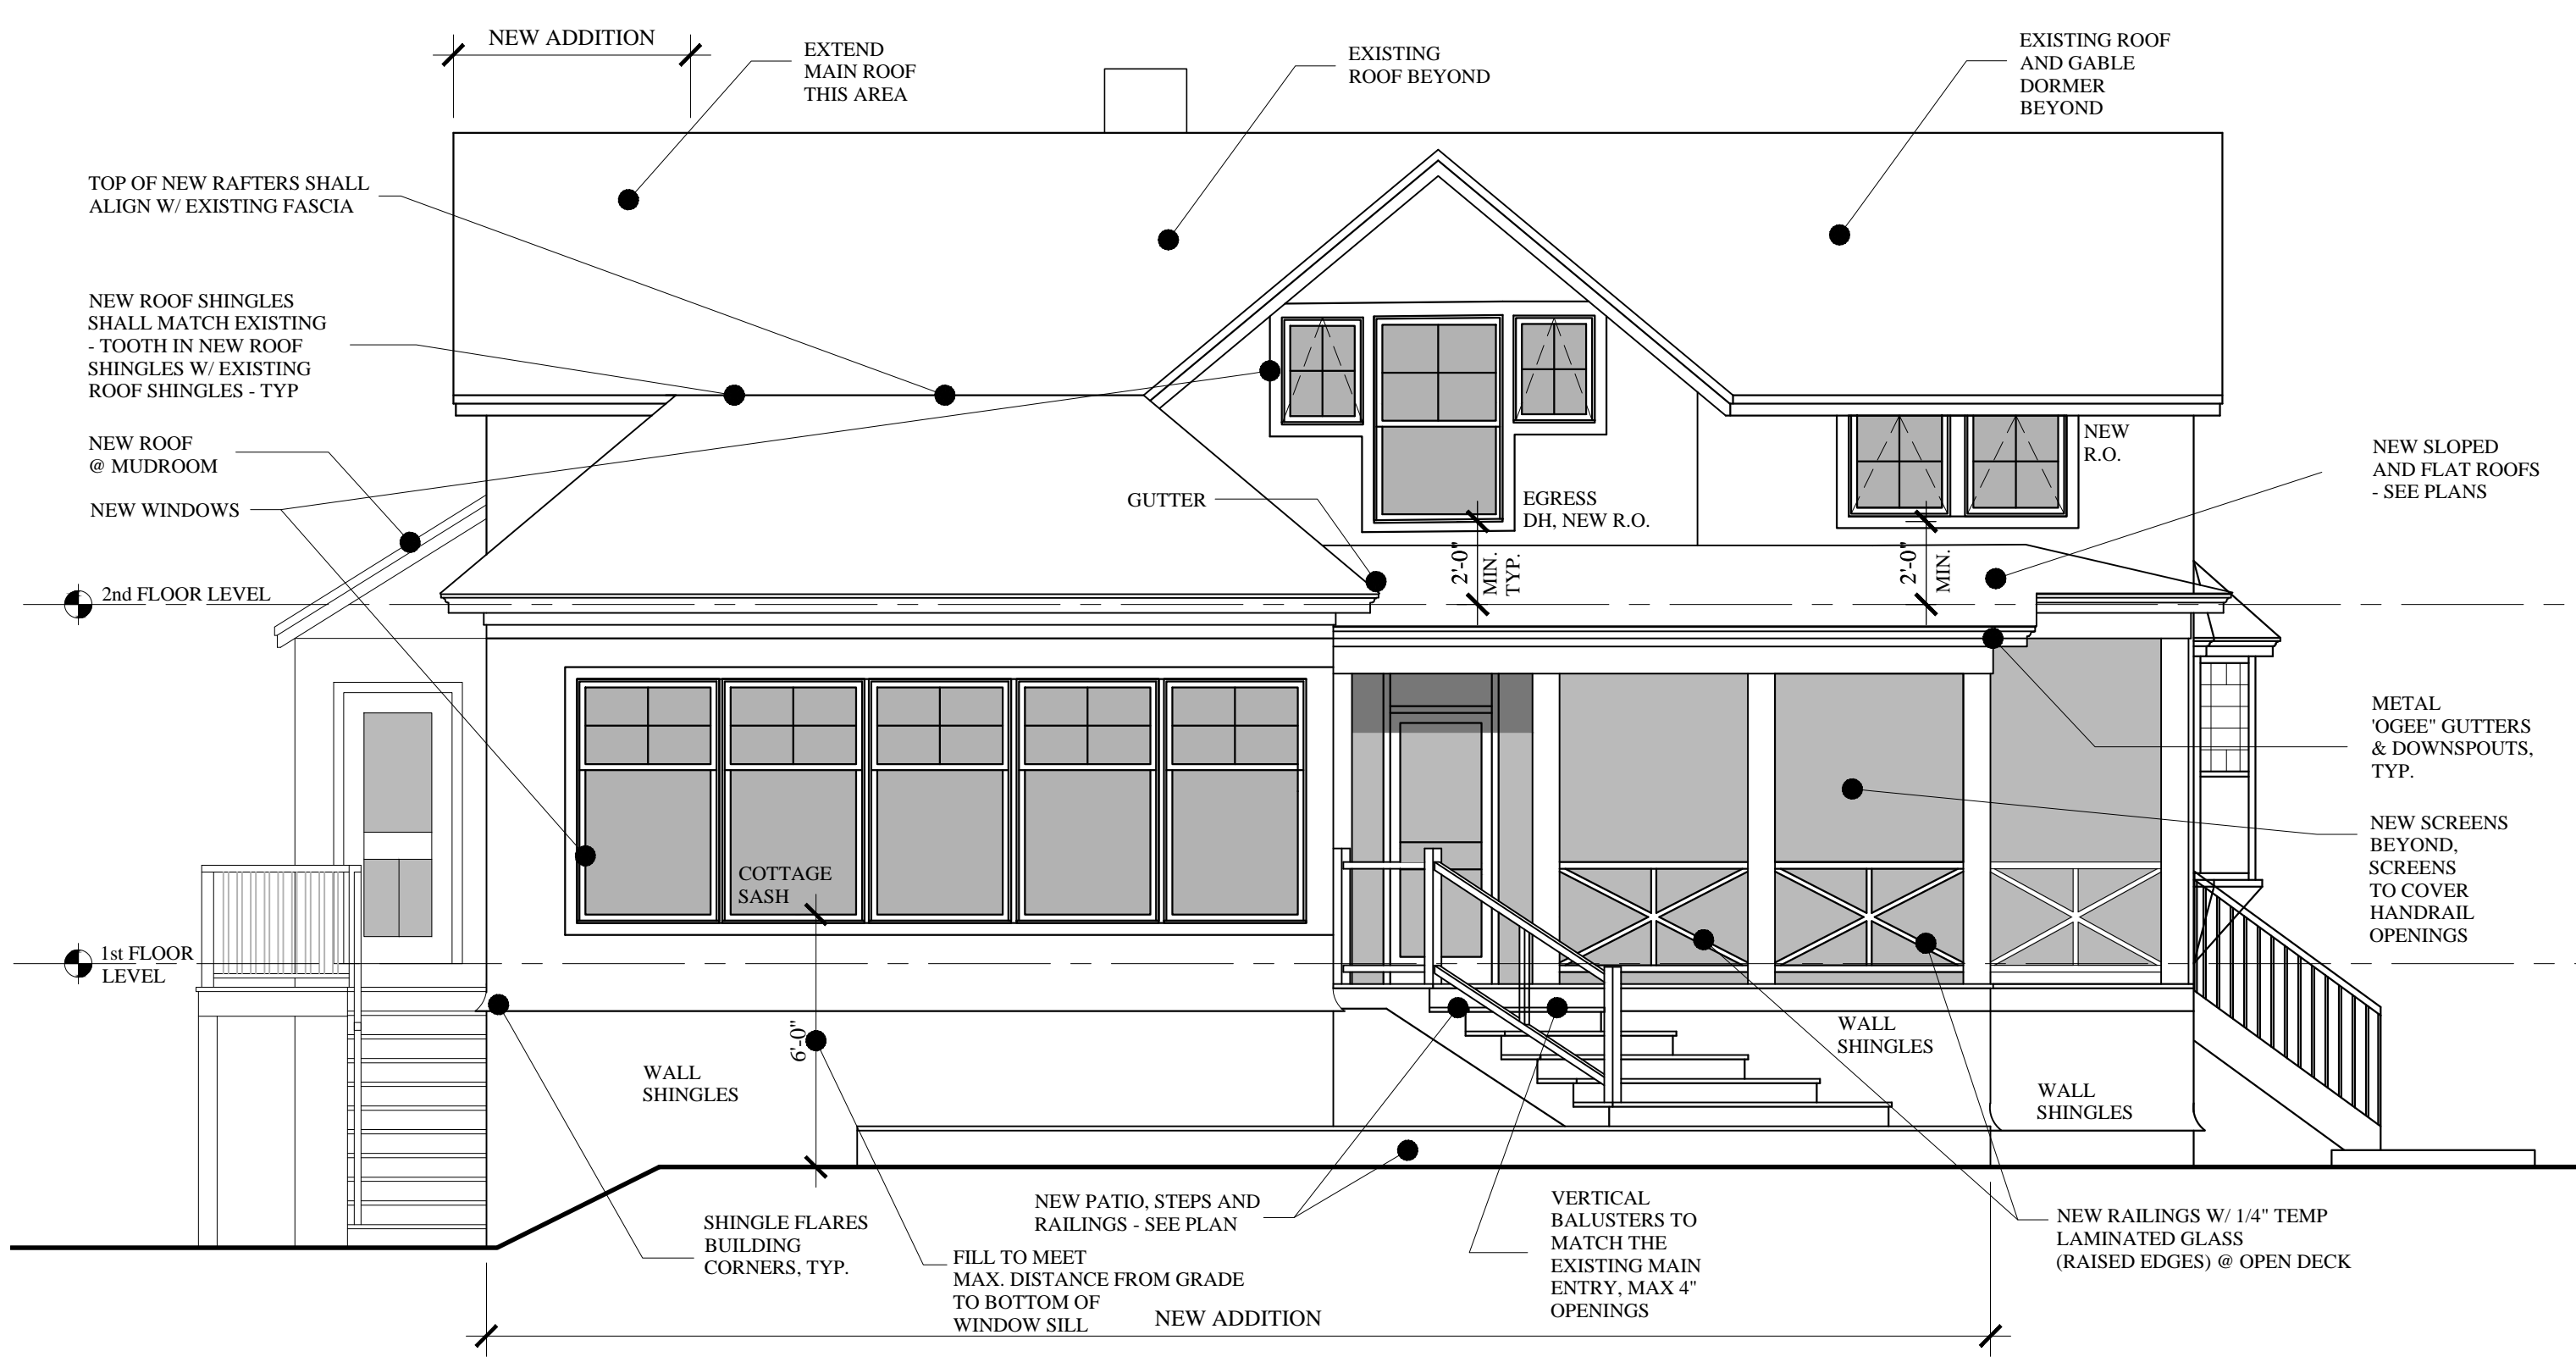 NEW ADDITION
EXTEND
MAIN ROOF
THIS AREA
EXISTING
ROOF BEYOND
EXISTING ROOF
AND GABLE
DORMER
BEYOND
TOP OF NEW RAFTERS SHALL
ALIGN W/ EXISTING FASCIA
NEW ROOF SHINGLES
SHALL MATCH EXISTING
- TOOTH IN NEW ROOF
SHINGLES W/ EXISTING
ROOF SHINGLES - TYP
NEW ROOF
@ MUDROOM
NEW WINDOWS
GUTTER
EGRESS
DH, NEW R.O.
NEW
R.O.
NEW SLOPED
AND FLAT ROOFS
- SEE PLANS
2'-0"
MIN.
TYP.
2'-0"
MIN.
2nd FLOOR LEVEL
METAL
'OGEE" GUTTERS
& DOWNSPOUTS,
TYP.
NEW SCREENS
BEYOND,
SCREENS
TO COVER
HANDRAIL
OPENINGS
COTTAGE
SASH
1st FLOOR
LEVEL
6'-0"
WALL
SHINGLES
WALL
SHINGLES
WALL
SHINGLES
SHINGLE FLARES
BUILDING
CORNERS, TYP.
FILL TO MEET
MAX. DISTANCE FROM GRADE
TO BOTTOM OF
WINDOW SILL
NEW PATIO, STEPS AND
RAILINGS - SEE PLAN
VERTICAL
BALUSTERS TO
MATCH THE
EXISTING MAIN
ENTRY, MAX 4"
OPENINGS
NEW RAILINGS W/ 1/4" TEMP
LAMINATED GLASS
(RAISED EDGES) @ OPEN DECK
NEW ADDITION